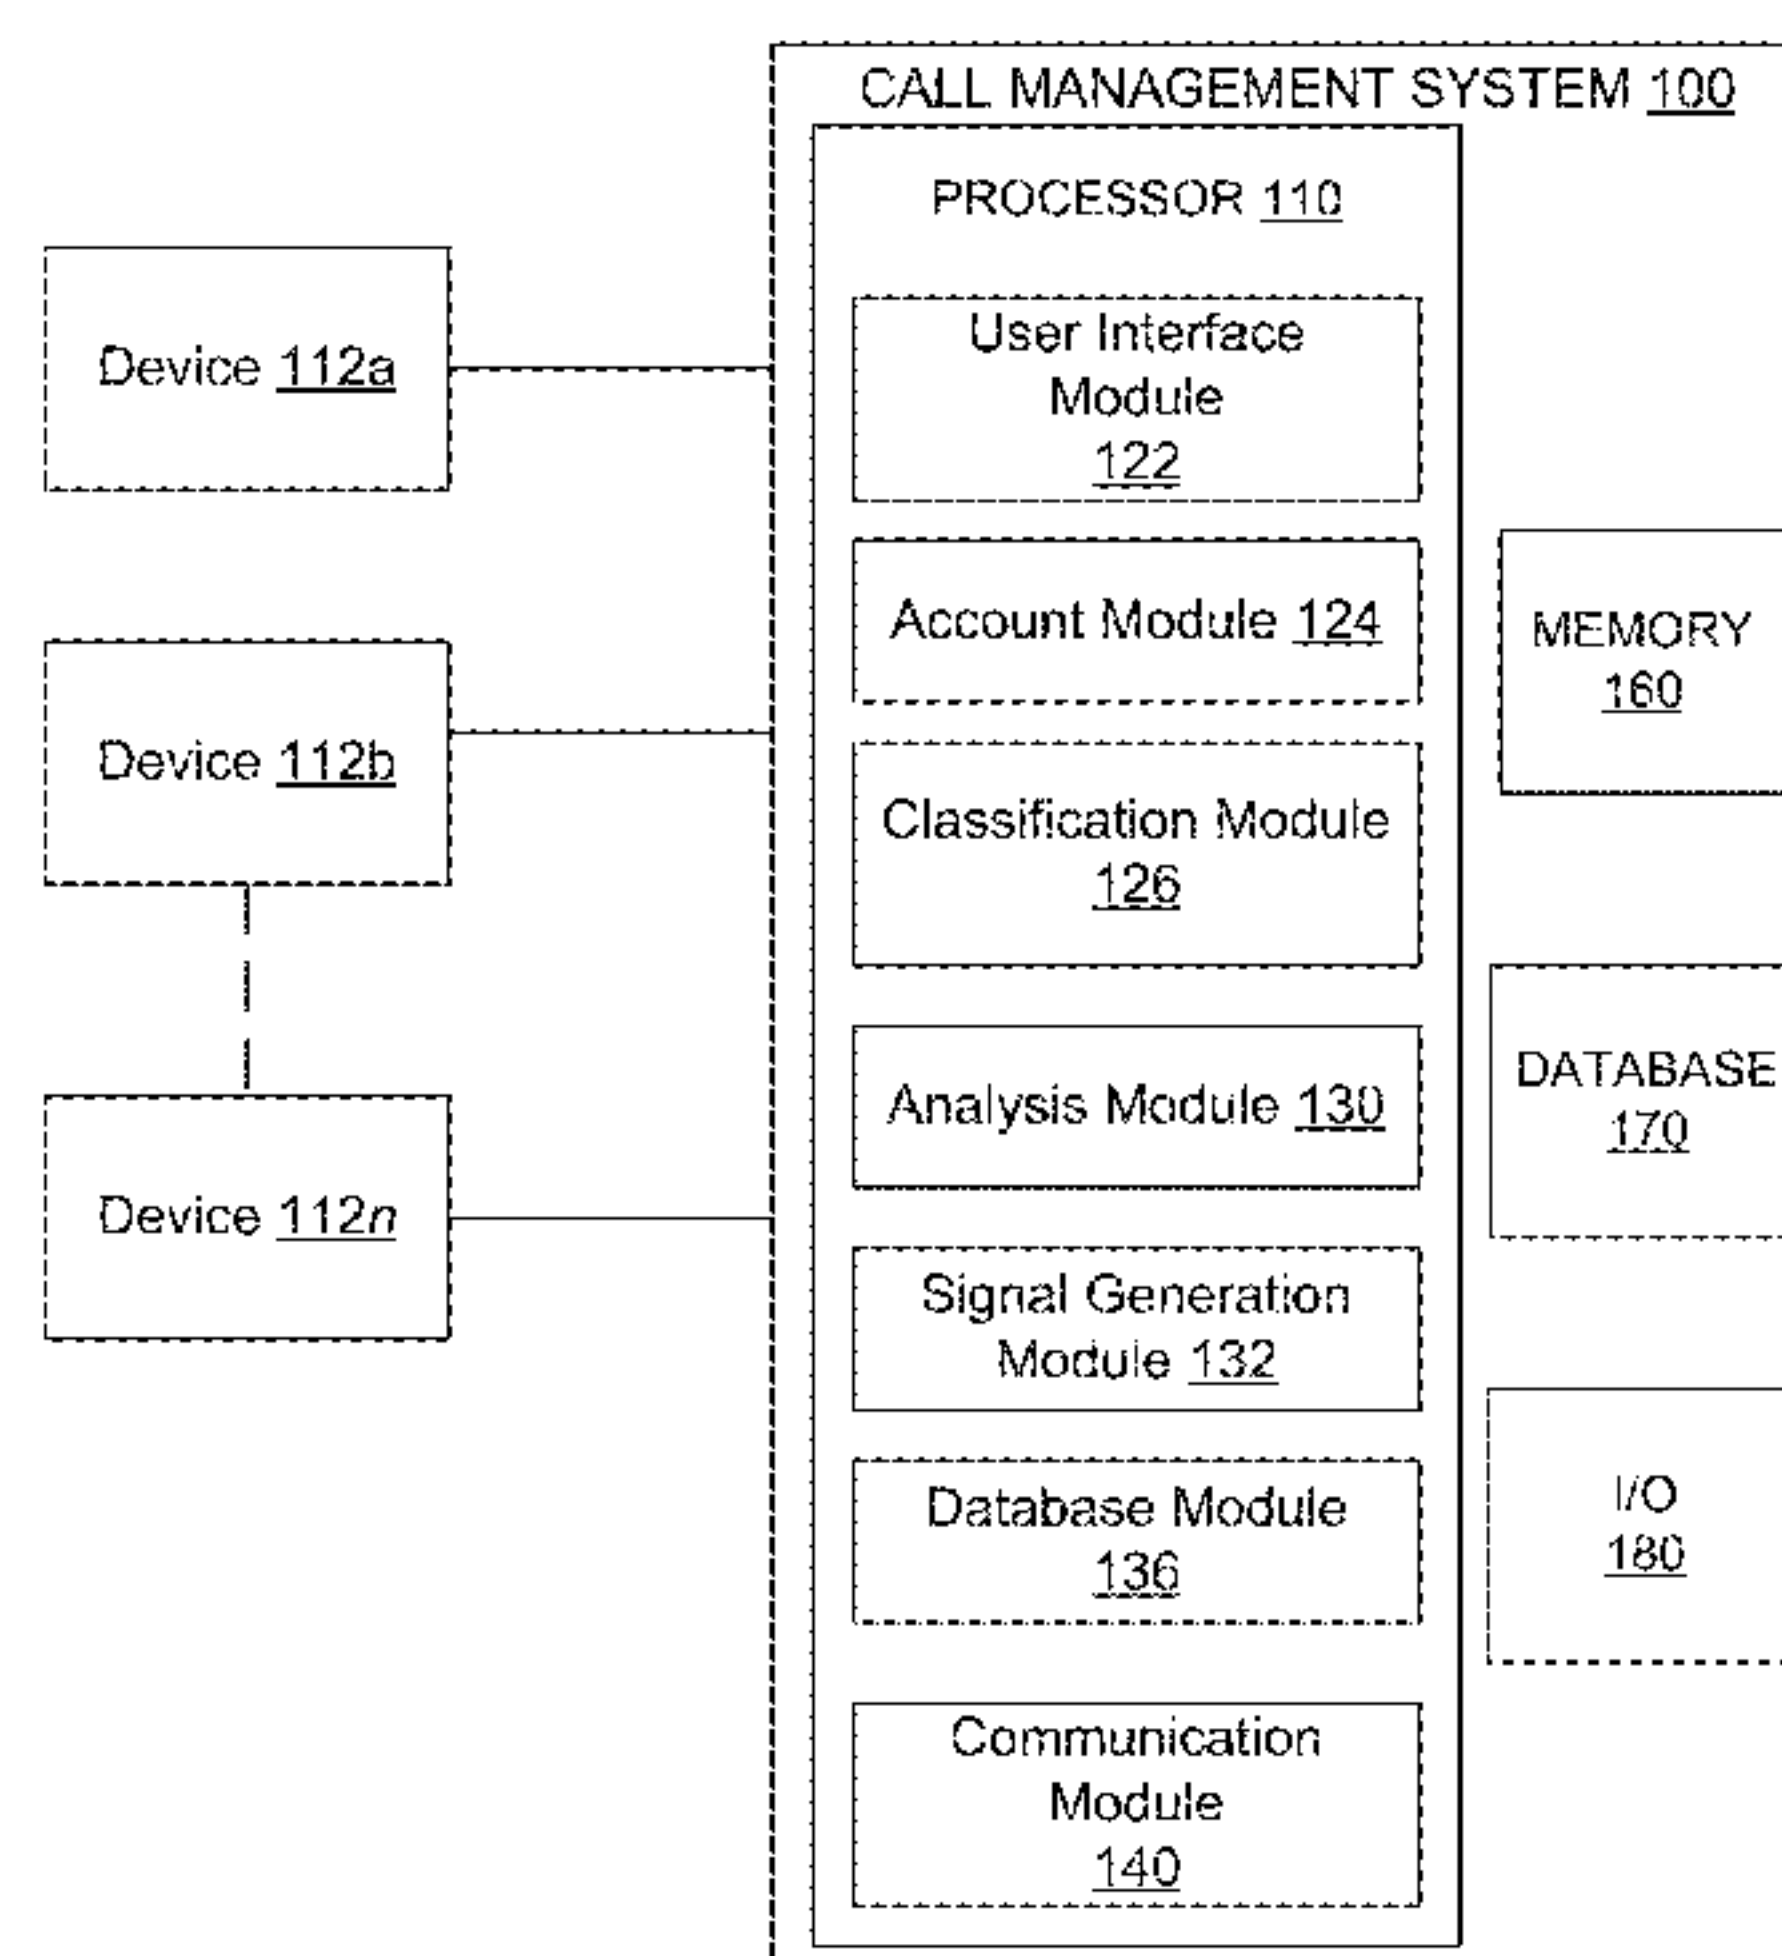 CALL MANAGEMENT SYSTEM 100
PROCESSOR 110
User Interface
Module
122
Account Module 124
Classification Module
126
Analysis Module 130
Signal Generation
Module 132
Database Module
136
Communication
Module
140
Device 112a
Device 112b
Device 112n
MEMORY
160
DATABASE
170
I/O
180